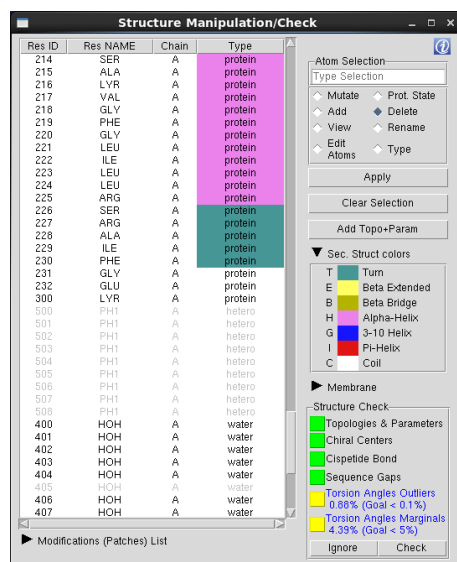 Structure Manipulation/Check
Res ID Res NAME Chain Type
214 SER A protein
215 ALA A protein
216 LYR A protein
217 VAL A protein
218 GLY A protein
219 PHE A protein
220 GLY A protein
221 LEU A protein
222 ILE A protein
223 LEU A protein
224 LEU A protein
225 ARG A protein
226 SER A protein
227 ARG A protein
228 ALA A protein
229 ILE A protein
230 PHE A protein
231 GLY A protein
232 GLU A protein
300 LYR A protein
500 PH1 A hetero
501 PH1 A hetero
502 PH1 A hetero
503 PH1 A hetero
504 PH1 A hetero
505 PH1 A hetero
506 PH1 A hetero
507 PH1 A hetero
508 PH1 A hetero
400 HOH A water
401 HOH A water
402 HOH A water
403 HOH A water
404 HOH A water
405 HOH A water
406 HOH A water
407 HOH A water
Modifications (Patches) List
i
Atom Selection
Type Selection
Mutate Prot. State
Add Delete
View Rename
Edit
Atoms Type
Apply
Clear Selection
Add Topo+Param
Sec. Struct colors
T Turn
E Beta Extended
B Beta Bridge
H Alpha-Helix
G 3-10 Helix
I Pi-Helix
C Coil
Membrane
Structure Check
Topologies & Parameters
Chiral Centers
Cispetide Bond
Sequence Gaps
Torsion Angles Outliers
0.88% (Goal < 0.1%)
Torsion Angles Marginals
4.39% (Goal < 5%)
Ignore Check